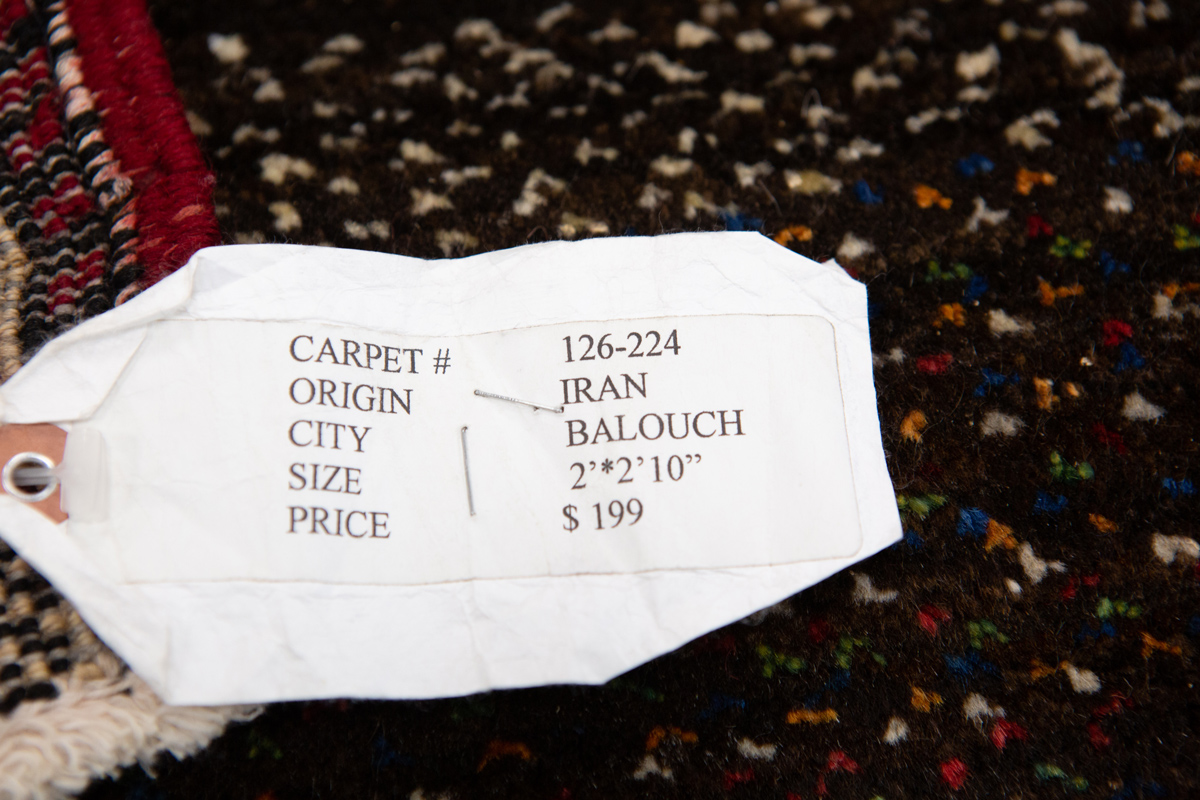 CARPET # 126-224
ORIGIN IRAN
CITY BALOUCH
SIZE 2’*2’10”
PRICE $ 199